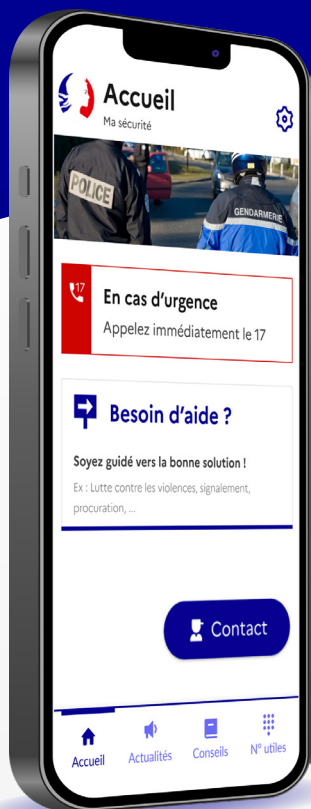 Accueil
Ma sécurité
POLICE
GENDARMERIE
17
En cas d'urgence
Appelez immédiatement le 17
Besoin d'aide ?
Soyez guidé vers la bonne solution !
Ex : Lutte contre les violences, signalement,
procuration, ...
Contact
Accueil
Actualités
Conseils
N° utiles